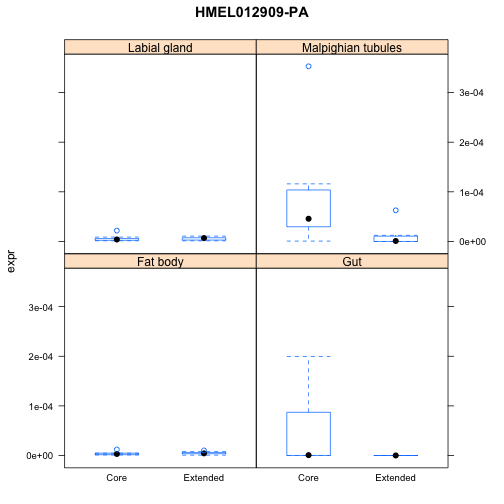 HMEL012909-PA
Labial gland Malpighian tubules
3e-04
2e-04
1e-04
0e+00
expr
Fat body Gut
3e-04
2e-04
1e-04
0e+00
Core Extended Core Extended